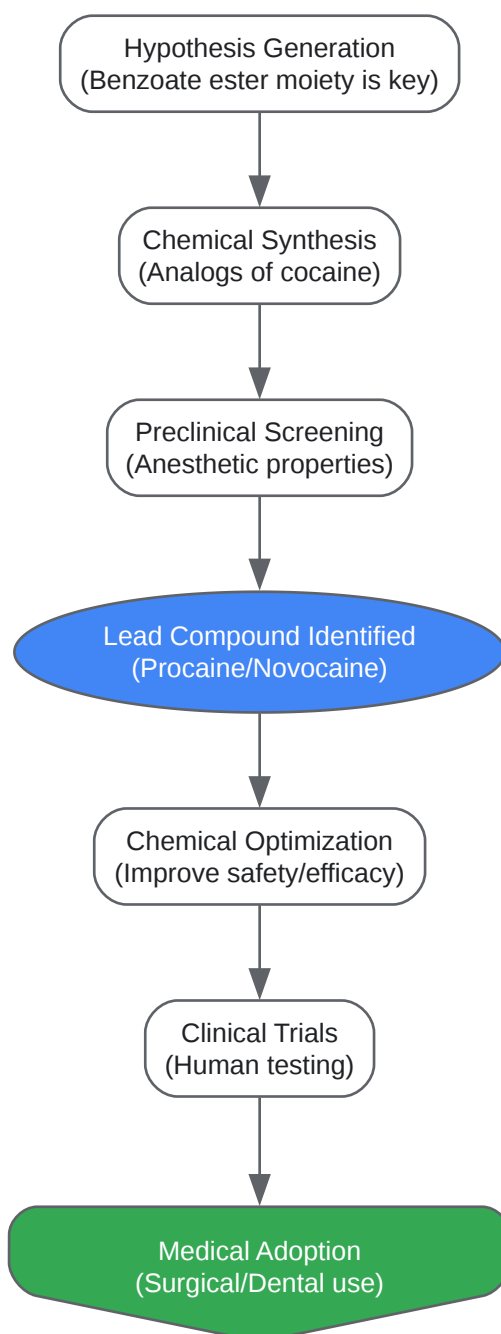 Hypothesis Generation
(Benzoate ester moiety is key)
Chemical Synthesis
(Analogs of cocaine)
Preclinical Screening
(Anesthetic properties)
Lead Compound Identified
(Procaine/Novocaine)
Chemical Optimization
(Improve safety/efficacy)
Clinical Trials
(Human testing)
Medical Adoption
(Surgical/Dental use)